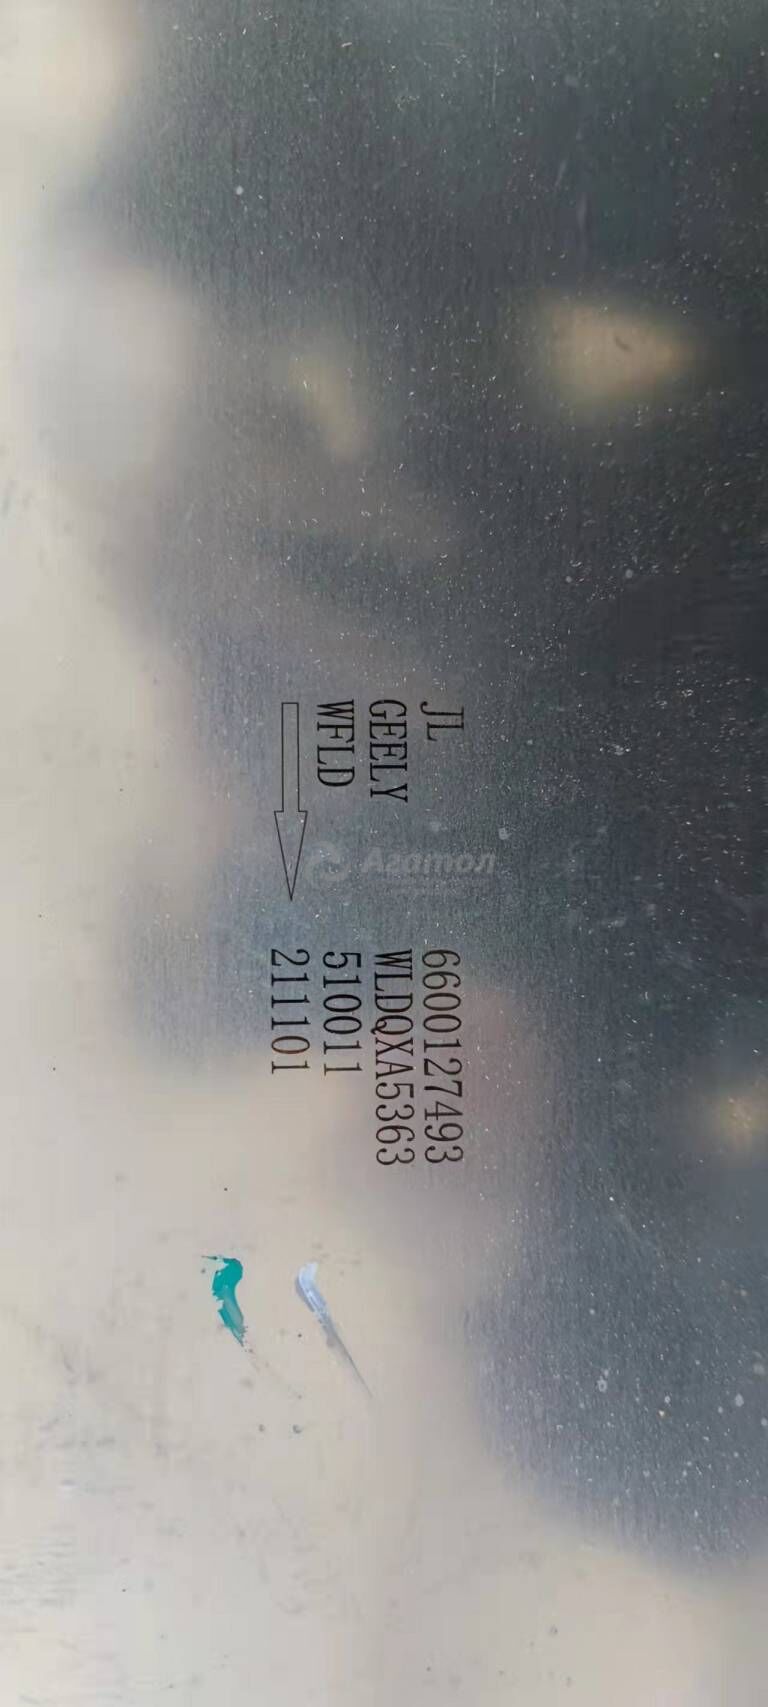 JL 6600127493
GEELY WLDQXA5363
WFLD 510011
211101
Агатол